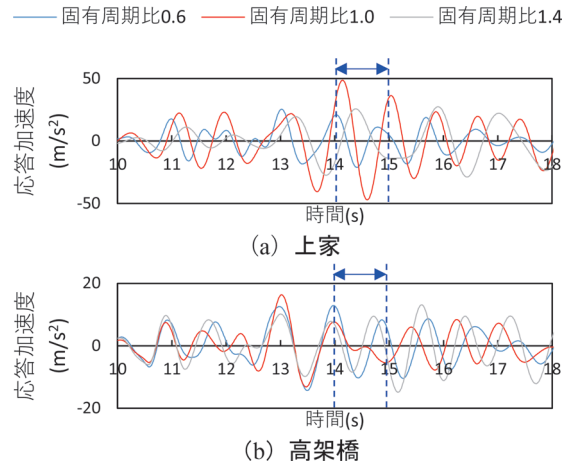 固有周期比0.6 固有周期比1.0 固有周期比1.4
応答加速度
(m/s²)
50
0
-50
10 11 12 13 14 15 16 17 18
時間(s)
(a) 上家
応答加速度
(m/s²)
20
0
-20
10 11 12 13 14 15 16 17 18
時間(s)
(b) 高架橋